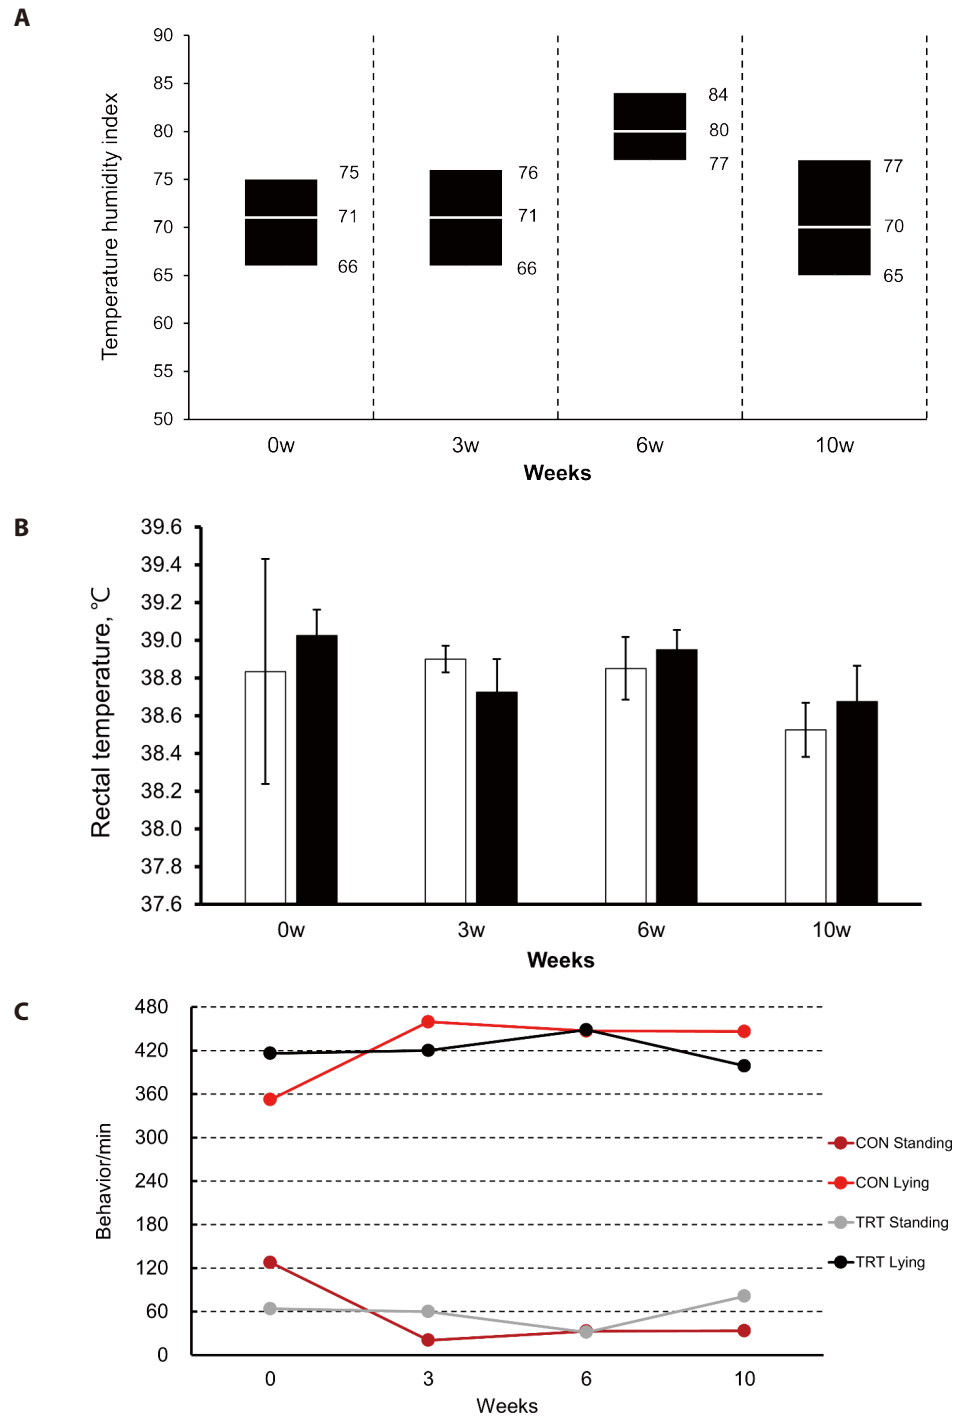 A
90
85
80
75
70
65
60
55
50
Temperature humidity index
75
71
66
76
71
66
84
80
77
77
70
65
0w 3w 6w 10w
Weeks
B
39.6
39.4
39.2
39.0
38.8
38.6
38.4
38.2
38.0
37.8
37.6
Rectal temperature, °C
0w 3w 6w 10w
Weeks
C
480
420
360
300
240
180
120
60
0
Behavior/min
0 3 6 10
Weeks
CON Standing
CON Lying
TRT Standing
TRT Lying